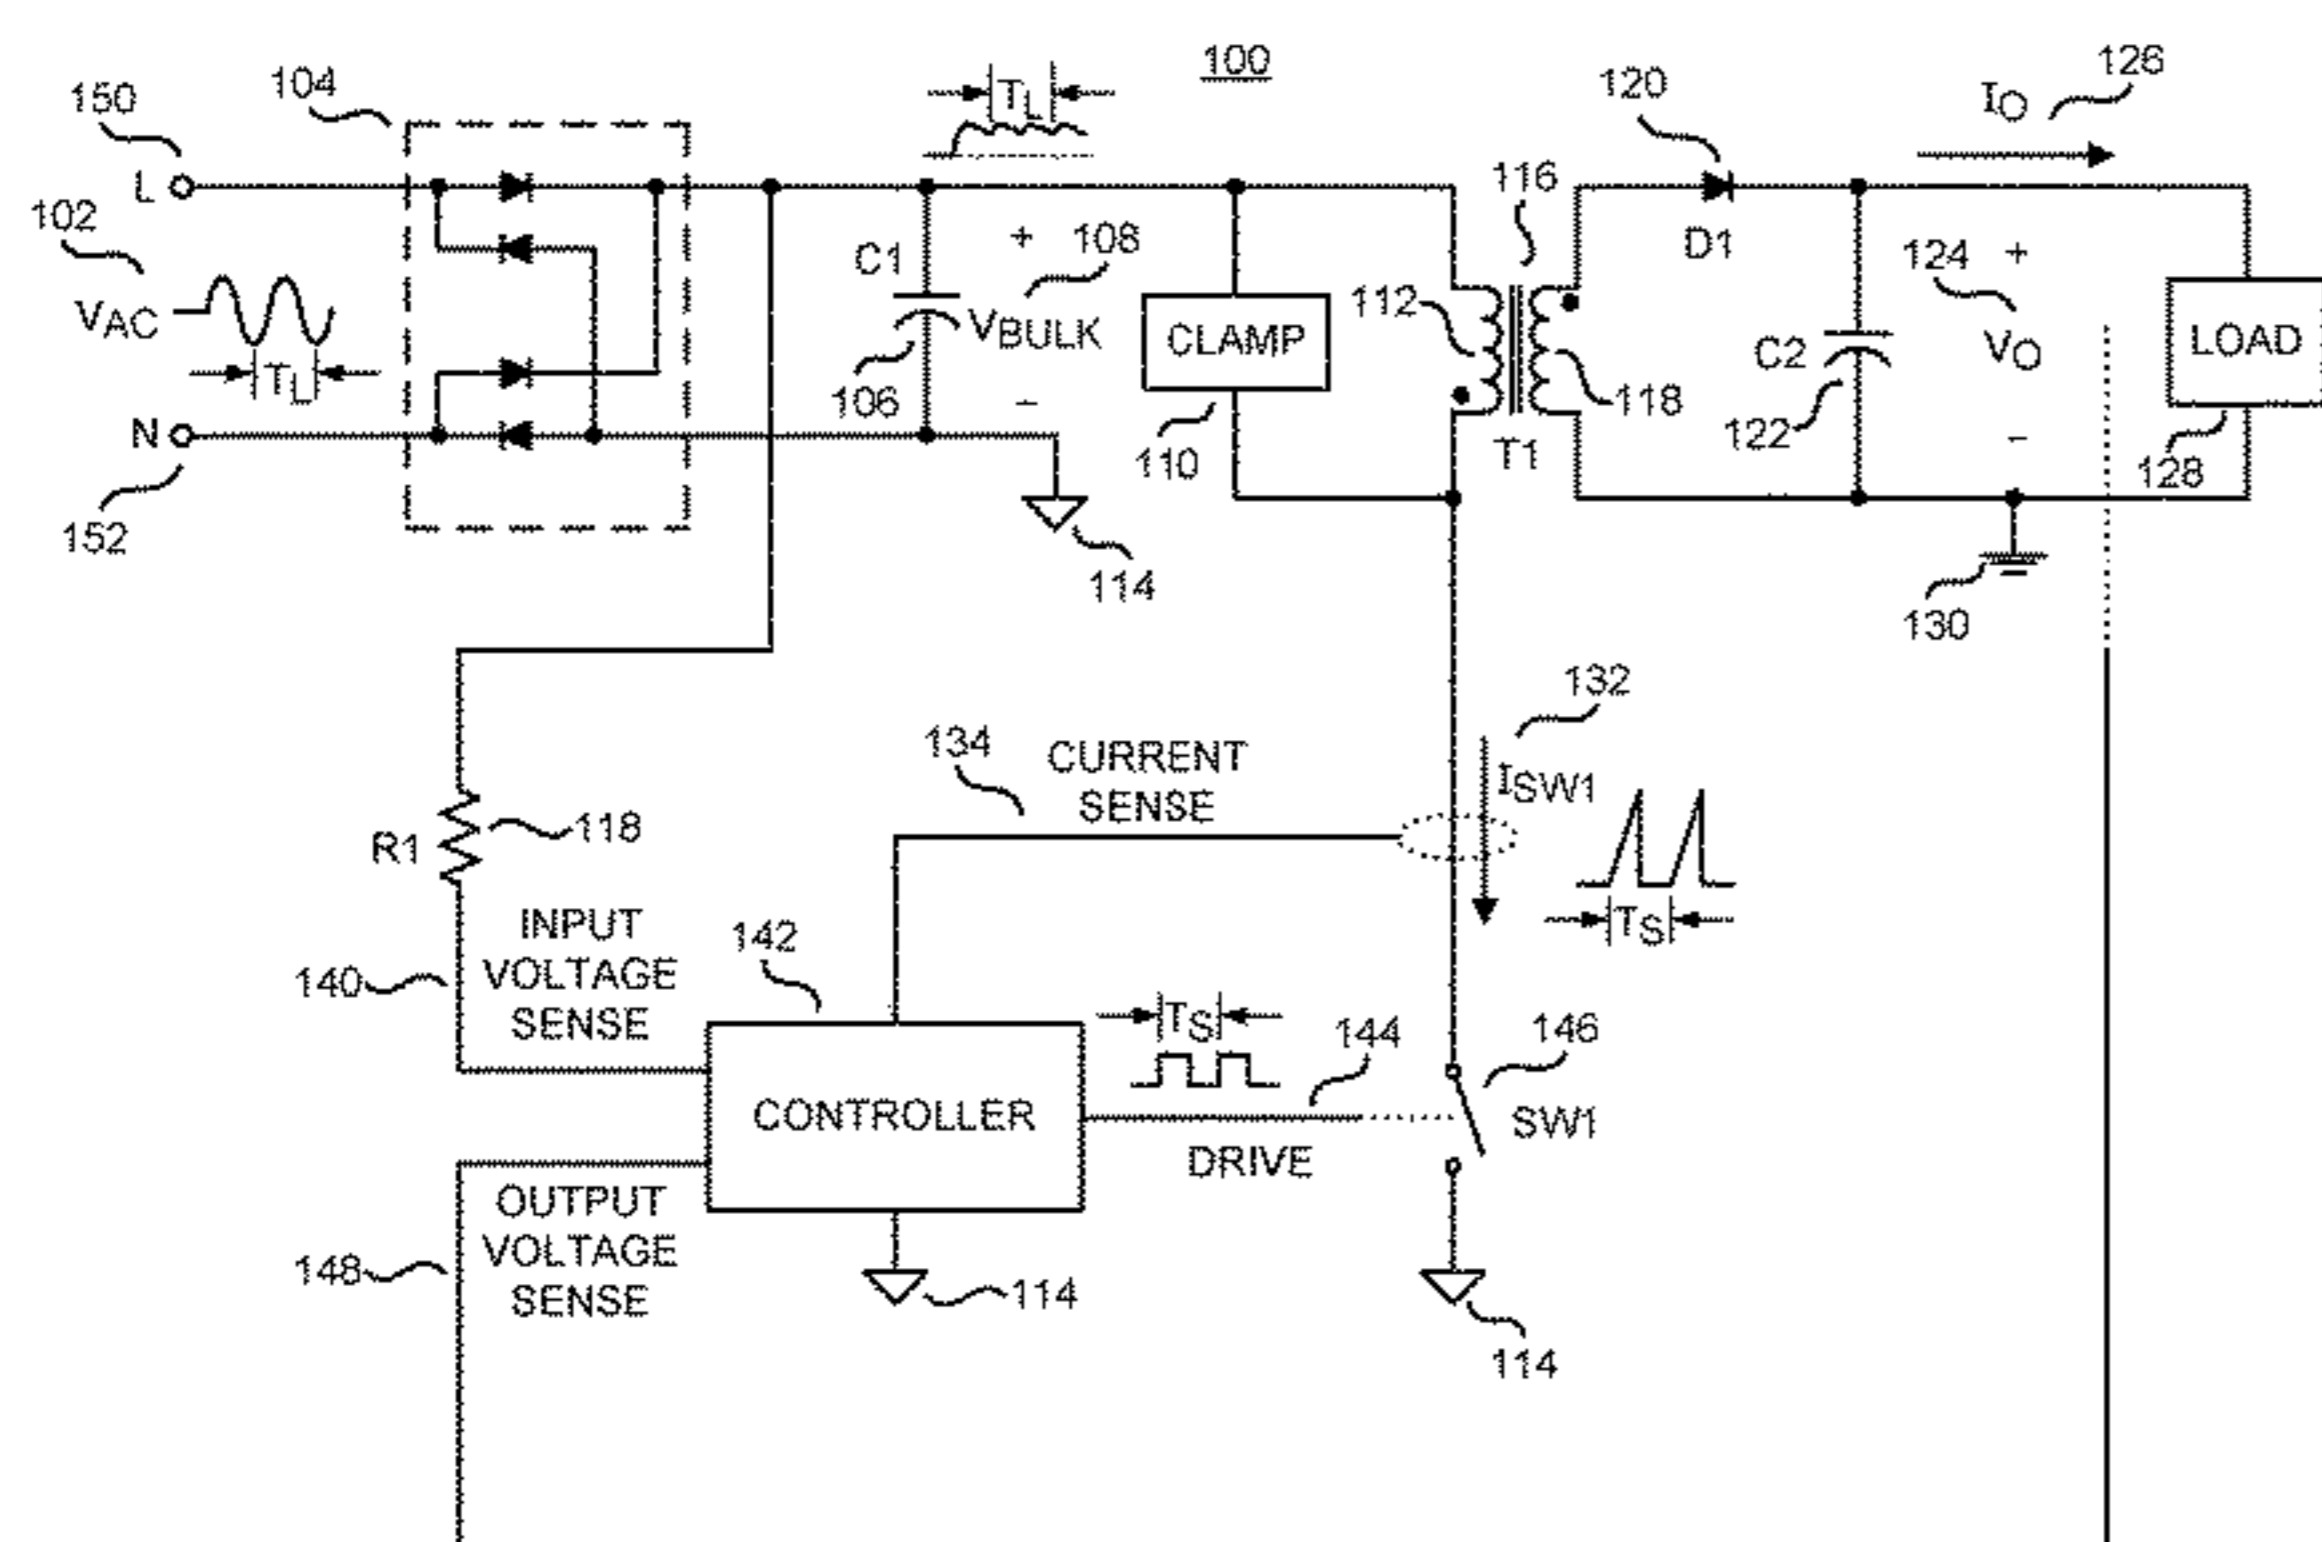 100
150
104
TL
120
IO
126
L
116
102
VAC
TL
C1
+
108
VBULK
106
−
CLAMP
110
112
118
T1
D1
C2
122
124
+
VO
−
LOAD
128
N
152
114
130
132
134
CURRENT
SENSE
ISW1
TS
R1
118
INPUT
VOLTAGE
SENSE
140
142
TS
144
146
CONTROLLER
DRIVE
SW1
OUTPUT
VOLTAGE
SENSE
148
114
114